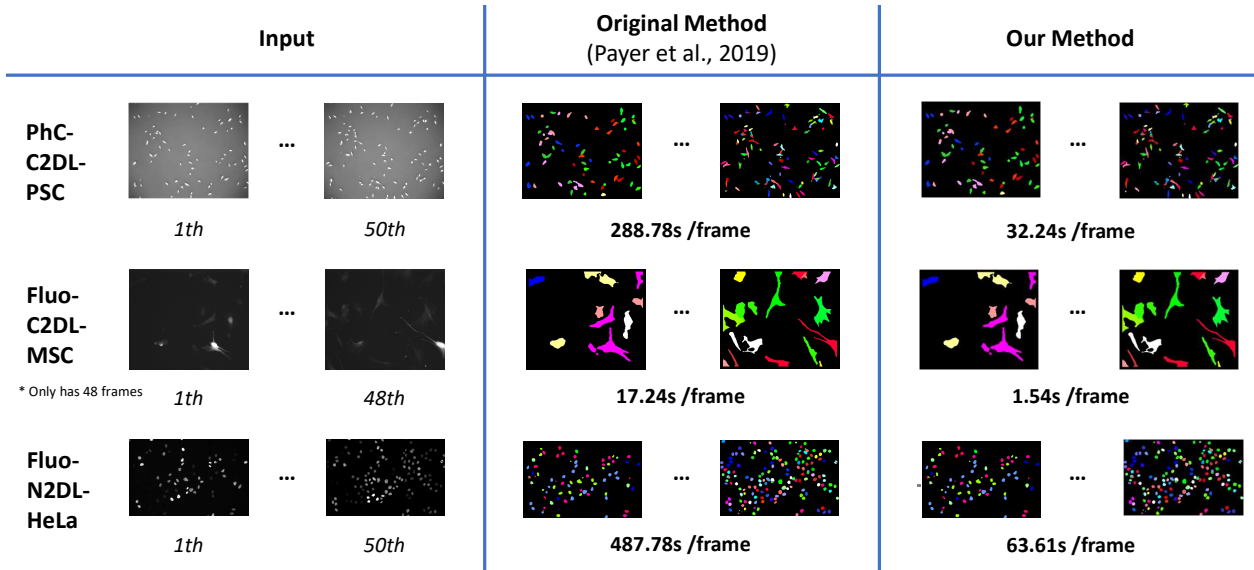 Input
Original Method
(Payer et al., 2019)
Our Method
PhC-
C2DL-
PSC
...
...
...
1th
50th
288.78s /frame
32.24s /frame
Fluo-
C2DL-
MSC
...
...
...
* Only has 48 frames
1th
48th
17.24s /frame
1.54s /frame
Fluo-
N2DL-
HeLa
...
...
...
1th
50th
487.78s /frame
63.61s /frame